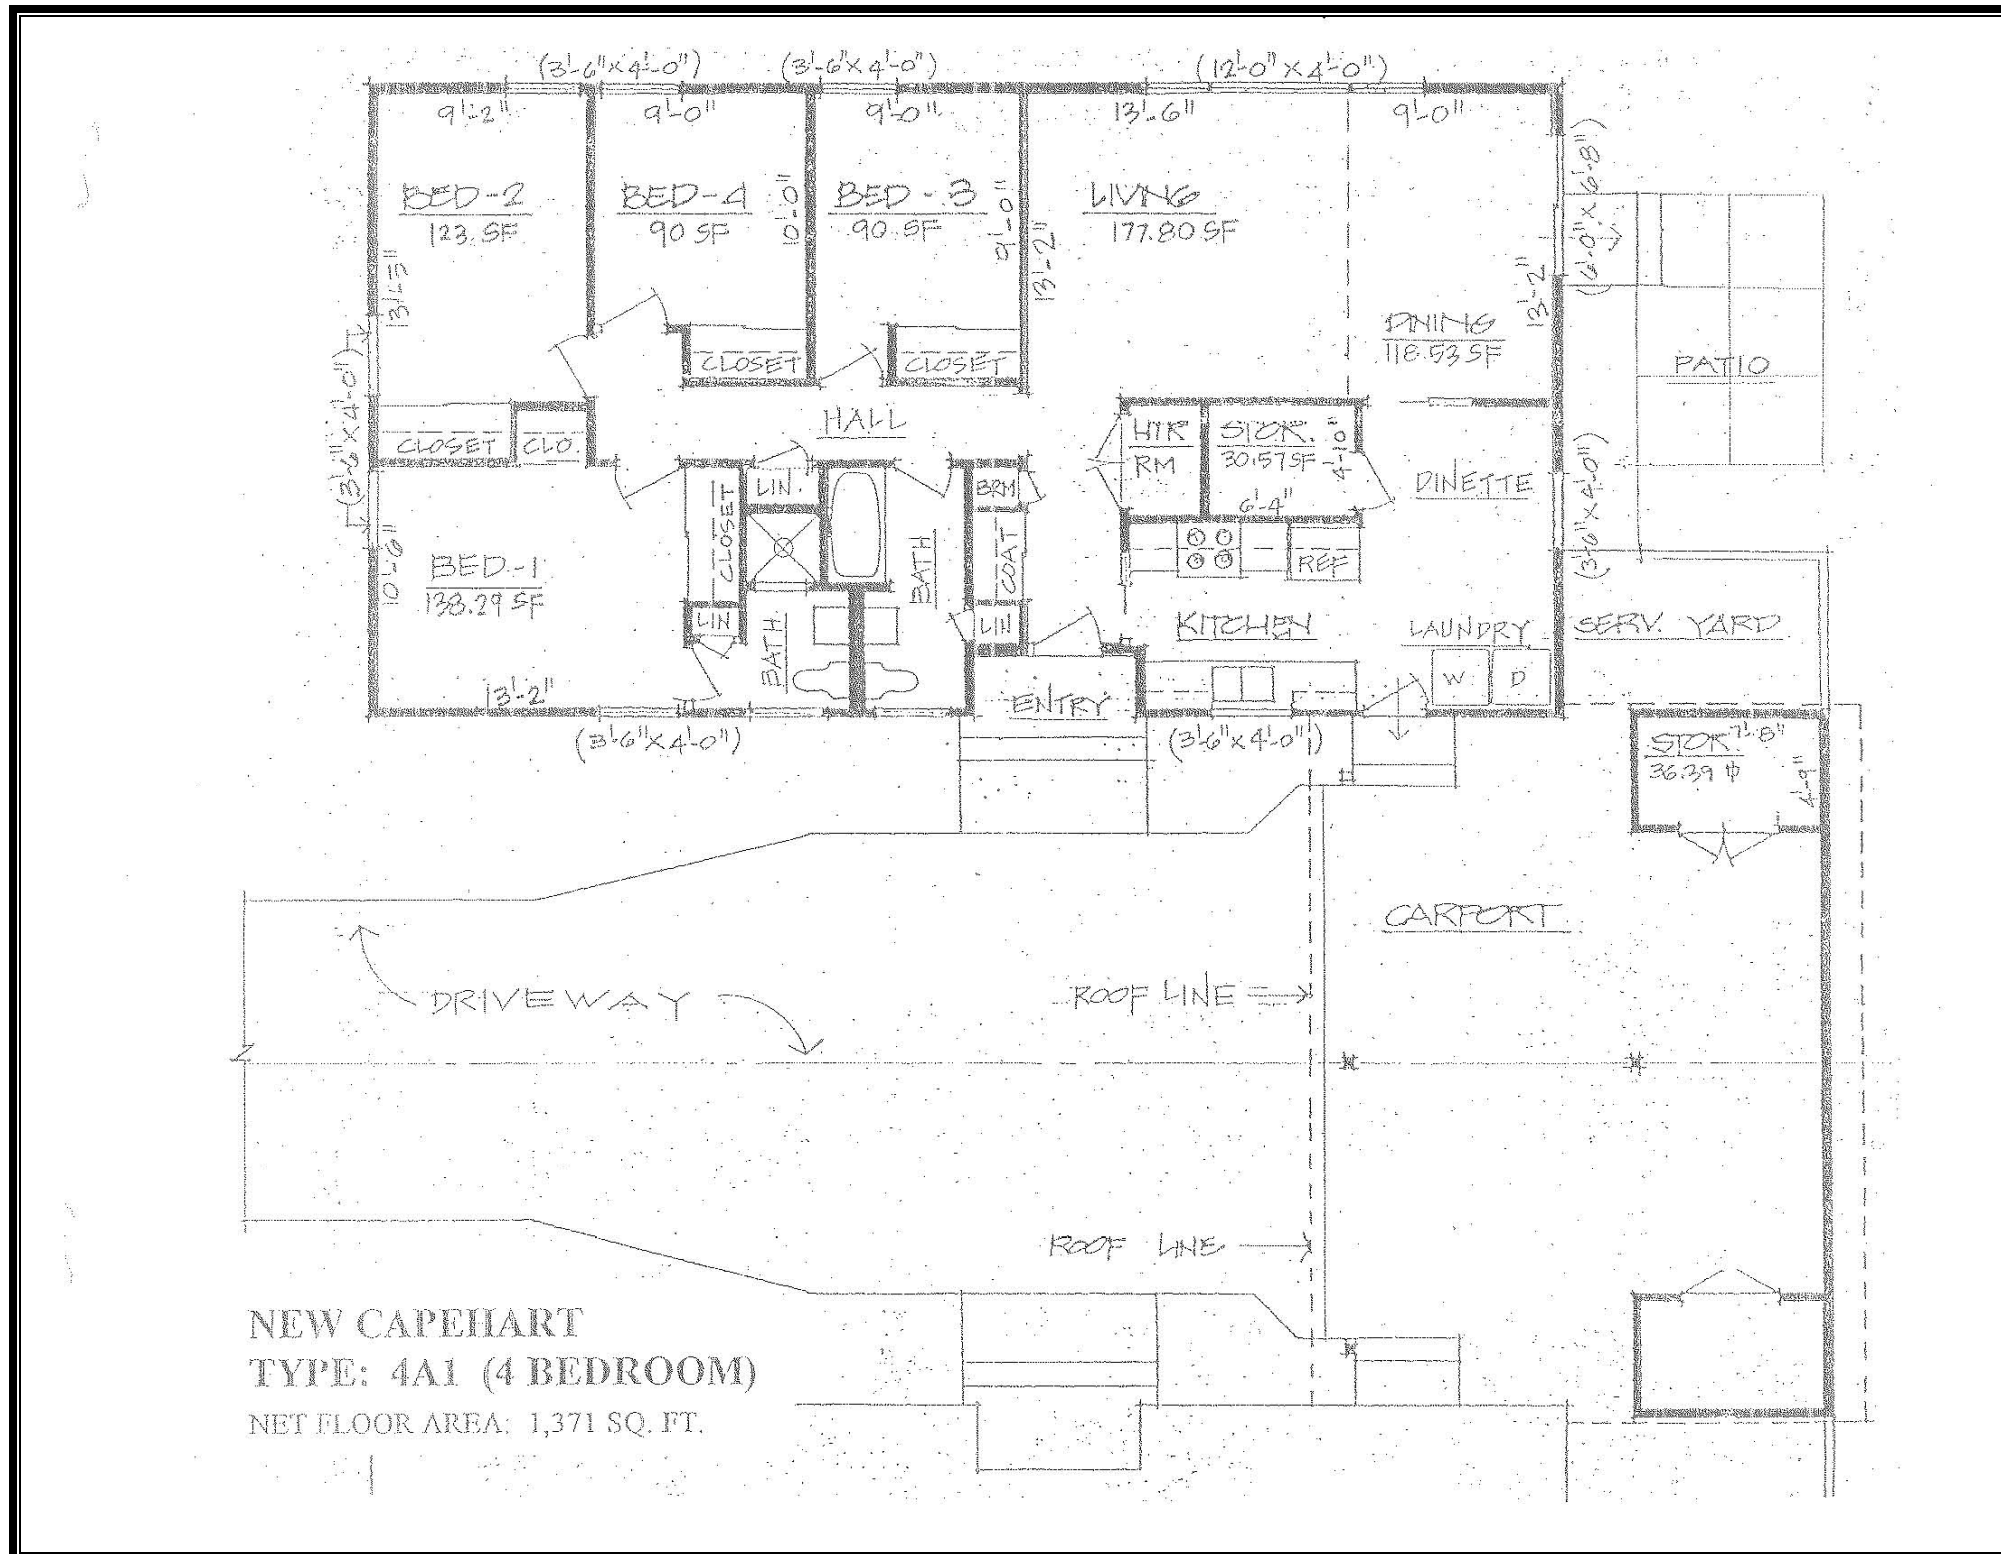 (3'-6"x4'-0") (3'-6"x4'-0") (12'-0"x4'-0")
9'-2" 9'-0" 9'-0" 13'-6" 9'-0"
(6'-0"x6'-8")
BED-2 BED-4 BED-3 LIVNG
123 SF 90 SF 90 SF 177.80 SF
10'-0" 9'-0" 13'-2" 13'-2"
13'-5"
DNING
118.53 SF
PATIO
CLOSET CLOSET
(3'-6"x4'-0")
HALL
CLOSET CLO.
HTR
RM
STOR.
30.57 SF
4'-10"
6'-4"
DINETTE
(3'-6"x4'-0")
LIN. BRM
CLOSET
BATH
COAT
REF
BED-1
138.29 SF
10'-6"
LIN
BATH
LIN
KITCHEN
LAUNDRY
SERV. YARD
W D
13'-2"
ENTRY
(3'-6"x4'-0") (3'-6"x4'-0")
STOR. 7'-8"
36.39
4'-9"
CARPORT
DRIVEWAY
ROOF LINE
ROOF LINE
NEW CAPEHART
TYPE: 4A1 (4 BEDROOM)
NET FLOOR AREA: 1,371 SQ. FT.